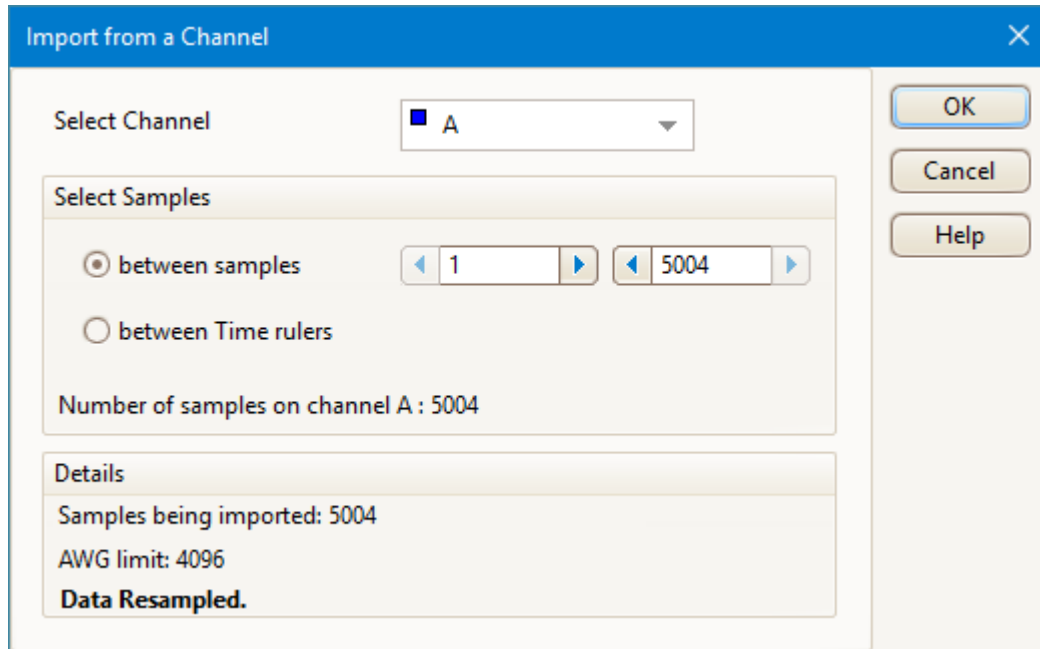 Import from a Channel
Select Channel
A
OK
Cancel
Help
Select Samples
between samples
1
5004
between Time rulers
Number of samples on channel A : 5004
Details
Samples being imported: 5004
AWG limit: 4096
Data Resampled.